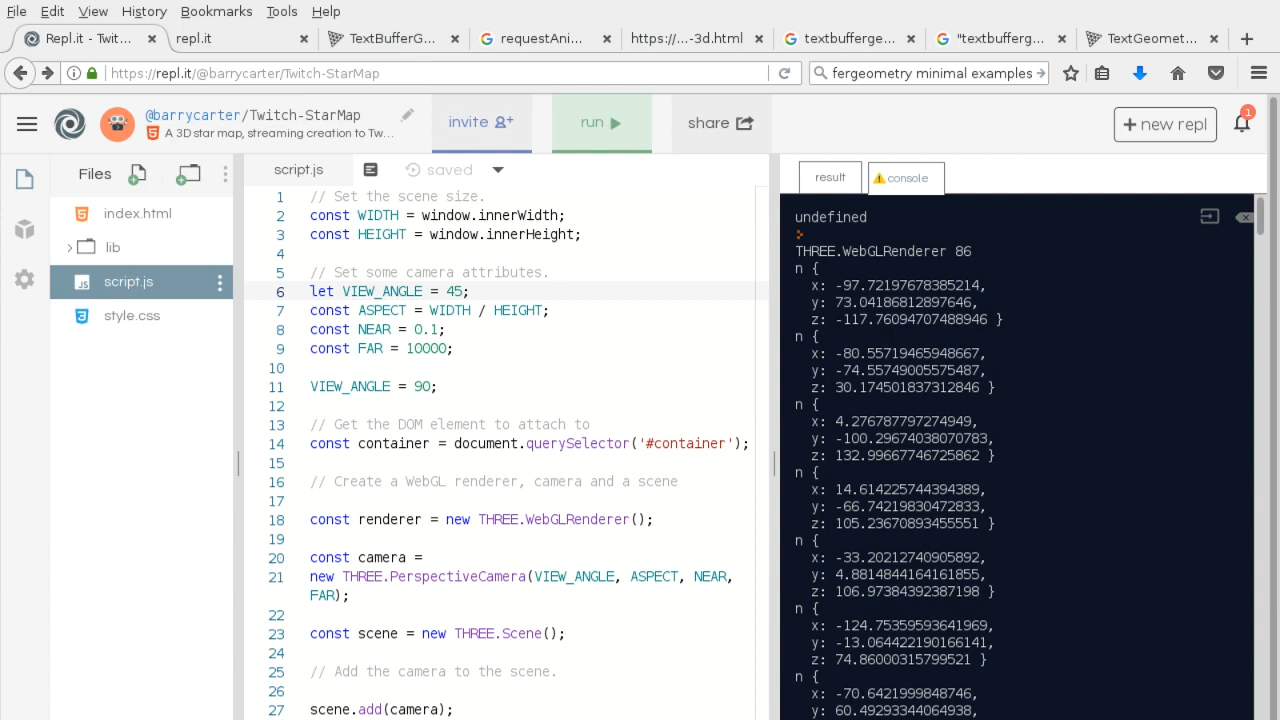 File Edit View History Bookmarks Tools Help
Repl.it - Twit... × repl.it × TextBufferG... × requestAni... × https://...-3d.html × textbufferge... × "textbufferg... × TextGeomet... × +
https://repl.it/@barrycarter/Twitch-StarMap
fergeometry minimal examples
@barrycarter/Twitch-StarMap
A 3D star map, streaming creation to Tw...
invite
run
share
+ new repl
1
Files
script.js
saved
result
console
index.html
lib
script.js
style.css
1 // Set the scene size.
2 const WIDTH = window.innerWidth;
3 const HEIGHT = window.innerHeight;
4
5 // Set some camera attributes.
6 let VIEW_ANGLE = 45;
7 const ASPECT = WIDTH / HEIGHT;
8 const NEAR = 0.1;
9 const FAR = 10000;
10
11 VIEW_ANGLE = 90;
12
13 // Get the DOM element to attach to
14 const container = document.querySelector('#container');
15
16 // Create a WebGL renderer, camera and a scene
17
18 const renderer = new THREE.WebGLRenderer();
19
20 const camera =
21 new THREE.PerspectiveCamera(VIEW_ANGLE, ASPECT, NEAR,
FAR);
22
23 const scene = new THREE.Scene();
24
25 // Add the camera to the scene.
26
27 scene.add(camera);
undefined
>
THREE.WebGLRenderer 86
n {
x: -97.72197678385214,
y: 73.04186812897646,
z: -117.76094707488946 }
n {
x: -80.55719465948667,
y: -74.55749005575487,
z: 30.174501837312846 }
n {
x: 4.276787797274949,
y: -100.29674038070783,
z: 132.99667746725862 }
n {
x: 14.614225744394389,
y: -66.74219830472833,
z: 105.23670893455551 }
n {
x: -33.20212740905892,
y: 4.8814844164161855,
z: 106.97384392387198 }
n {
x: -124.75359593641969,
y: -13.064422190166141,
z: 74.86000315799521 }
n {
x: -70.6421999848746,
y: 60.49293344064938,